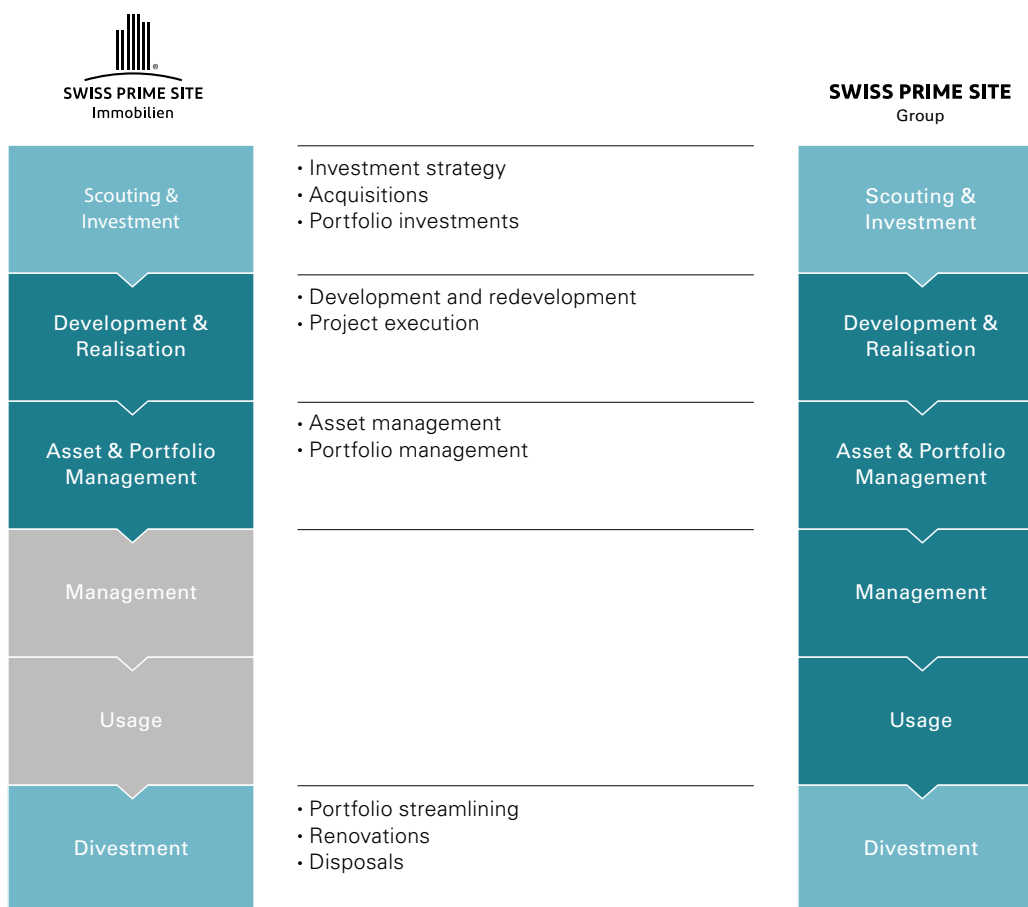 SWISS PRIME SITE
Immobilien
SWISS PRIME SITE
Group
Scouting &
Investment
• Investment strategy
• Acquisitions
• Portfolio investments
Scouting &
Investment
Development &
Realisation
• Development and redevelopment
• Project execution
Development &
Realisation
Asset & Portfolio
Management
• Asset management
• Portfolio management
Asset & Portfolio
Management
Management
Management
Usage
Usage
Divestment
• Portfolio streamlining
• Renovations
• Disposals
Divestment